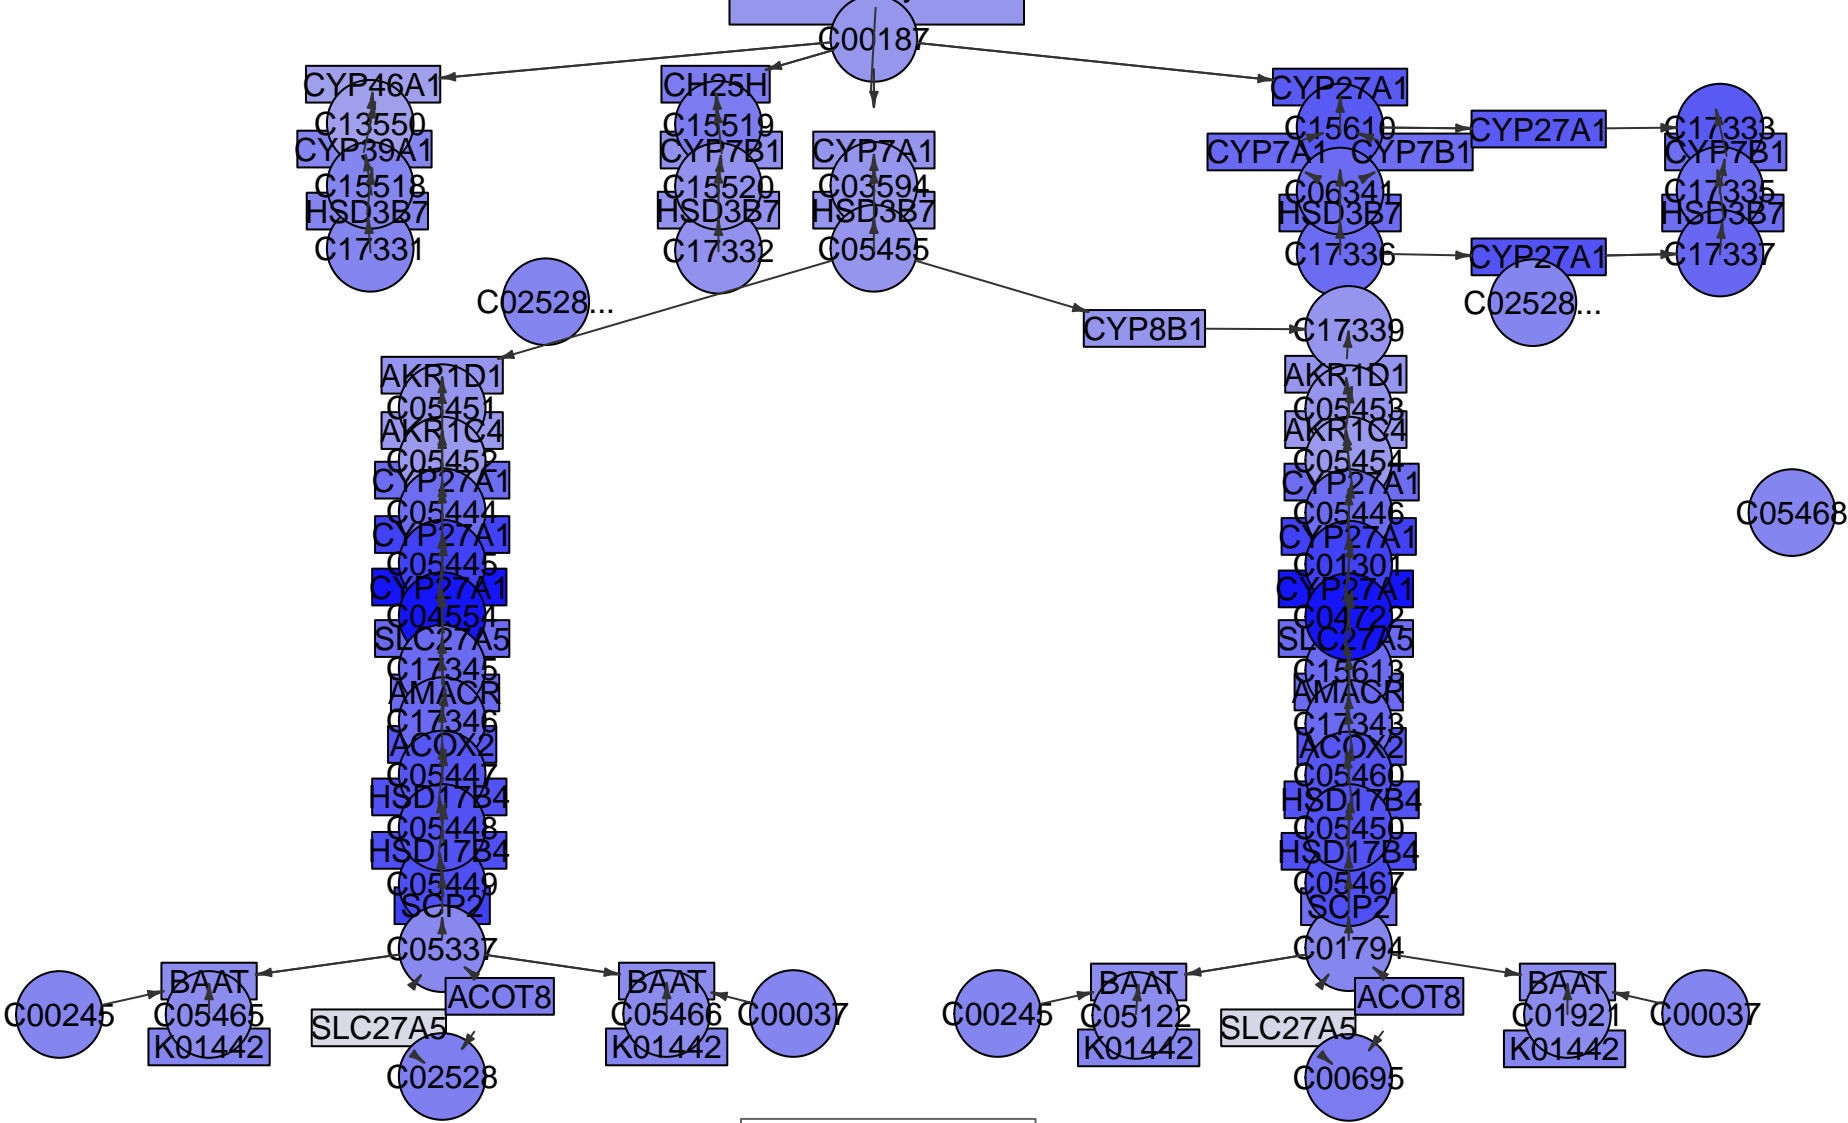 C00187
CYP46A1
CH25H
CYP27A1
C13550
C15519
C15610
CYP27A1
C17333
CYP39A1
CYP7B1
CYP7A1
CYP7A1
CYP7B1
CYP7B1
C15518
C15520
C03594
C06341
C17335
HSD3B7
HSD3B7
HSD3B7
HSD3B7
HSD3B7
C17331
C17332
C05455
C17336
CYP27A1
C17337
C02528...
C02528...
CYP8B1
C17339
AKR1D1
AKR1D1
C05451
C05453
AKR1C4
AKR1C4
C05452
C05454
CYP27A1
CYP27A1
C05444
C05446
C05468
CYP27A1
CYP27A1
C05445
C01301
CYP27A1
CYP27A1
C04554
C04722
SLC27A5
SLC27A5
C17345
C15613
AMACR
AMACR
C17346
C17343
ACOX2
ACOX2
C05447
C05460
HSD17B4
HSD17B4
C05448
C05450
HSD17B4
HSD17B4
C05449
C05467
SCP2
SCP2
C05337
C01794
BAAT
BAAT
BAAT
BAAT
ACOT8
ACOT8
C00245
C05465
C05466
C00037
C00245
C05122
C01921
C00037
SLC27A5
SLC27A5
K01442
K01442
K01442
K01442
C02528
C00695